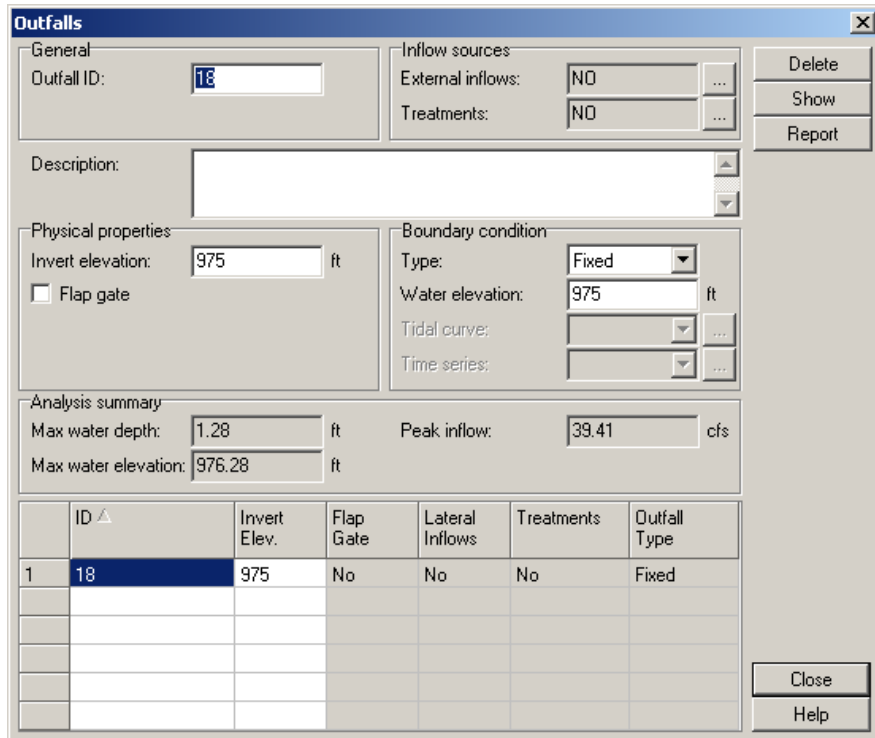 Outfalls
General
Outfall ID: 18
Inflow sources
External inflows: NO ...
Treatments: NO ...
Delete
Show
Report
Description:
Physical properties
Invert elevation: 975 ft
Flap gate
Boundary condition
Type: Fixed
Water elevation: 975 ft
Tidal curve: ...
Time series: ...
Analysis summary
Max water depth: 1.28 ft Peak inflow: 39.41 cfs
Max water elevation: 976.28 ft
ID Invert Elev. Flap Gate Lateral Inflows Treatments Outfall Type
1 18 975 No No No Fixed
Close
Help